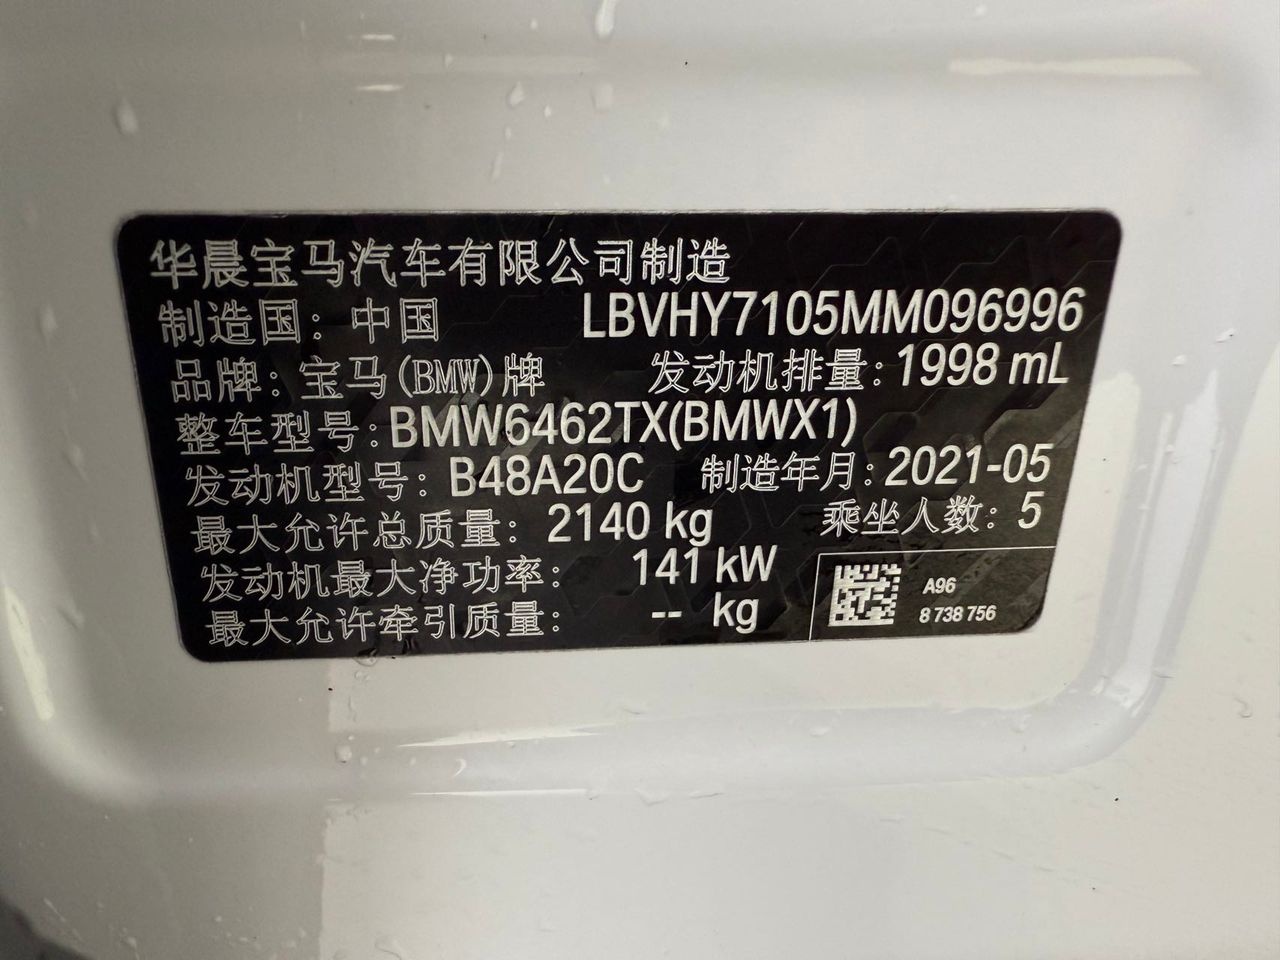 华晨宝马汽车有限公司制造
制造国：中国 LBVHY7105MM096996
品牌：宝马(BMW)牌 发动机排量：1998 mL
整车型号：BMW6462TX(BMWX1)
发动机型号：B48A20C 制造年月：2021-05
最大允许总质量：2140 kg 乘坐人数：5
发动机最大净功率：141 kW
最大允许牵引质量：-- kg
A96
8 738 756